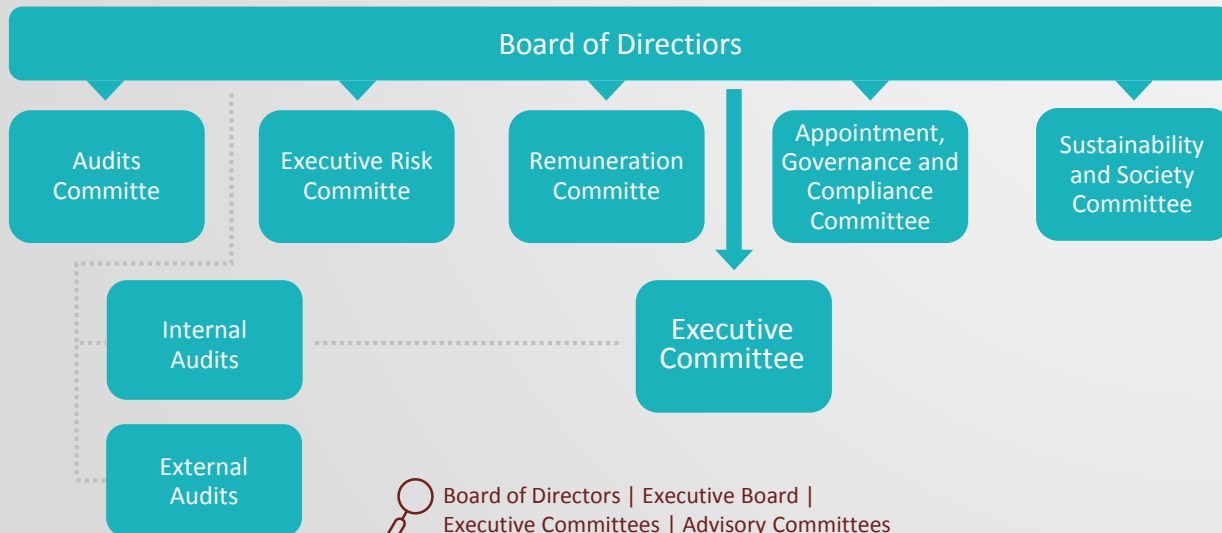 Board of Directiors
Audits
Committe
Executive Risk
Committe
Remuneration
Committe
Appointment,
Governance and
Compliance
Committee
Sustainability
and Society
Committee
Internal
Audits
Executive
Committee
External
Audits
Board of Directors | Executive Board |
Executive Committees | Advisory Committees